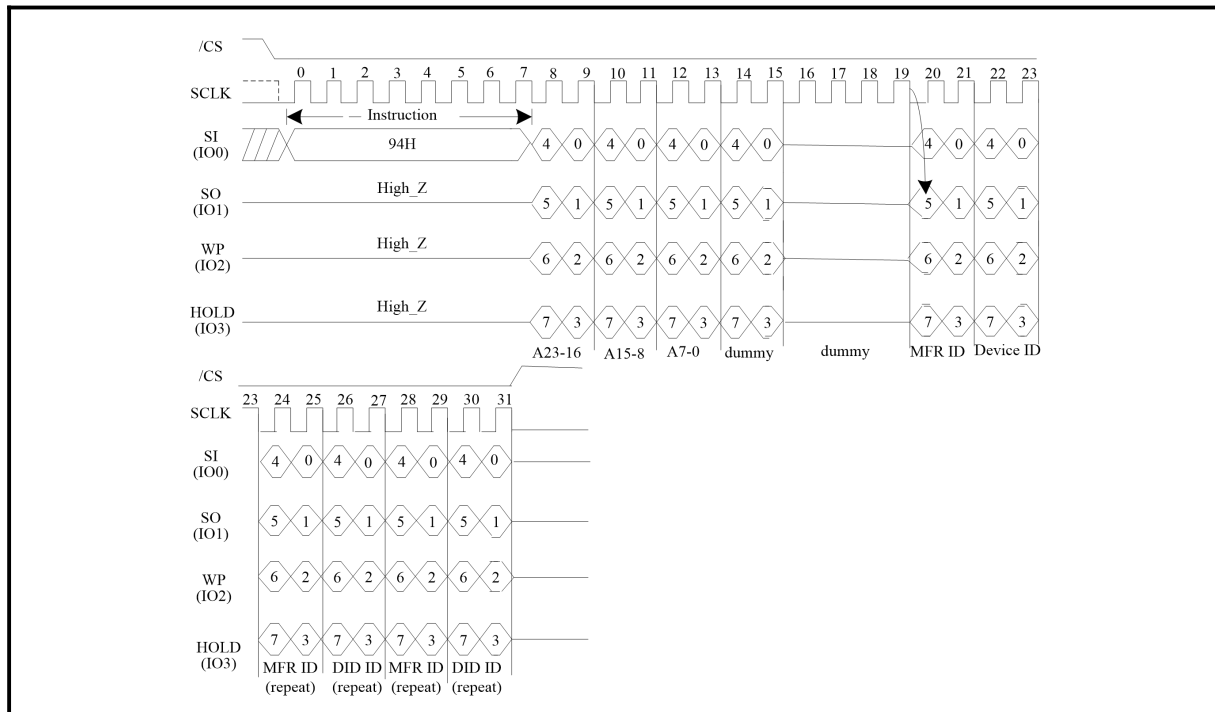 /CS
0 1 2 3 4 5 6 7 8 9 10 11 12 13 14 15 16 17 18 19 20 21 22 23
SCLK
Instruction
SI
(IO0)
94H
4 0 4 0 4 0 4 0 4 0 4 0
SO
(IO1)
High_Z
5 1 5 1 5 1 5 1 5 1 5 1
WP
(IO2)
High_Z
6 2 6 2 6 2 6 2 6 2 6 2
HOLD
(IO3)
High_Z
7 3 7 3 7 3 7 3 7 3 7 3
A23-16 A15-8 A7-0 dummy dummy MFR ID Device ID
/CS
23 24 25 26 27 28 29 30 31
SCLK
SI
(IO0)
4 0 4 0 4 0 4 0
SO
(IO1)
5 1 5 1 5 1 5 1
WP
(IO2)
6 2 6 2 6 2 6 2
HOLD
(IO3)
7 3 7 3 7 3 7 3
MFR ID DID ID MFR ID DID ID
(repeat) (repeat) (repeat) (repeat)